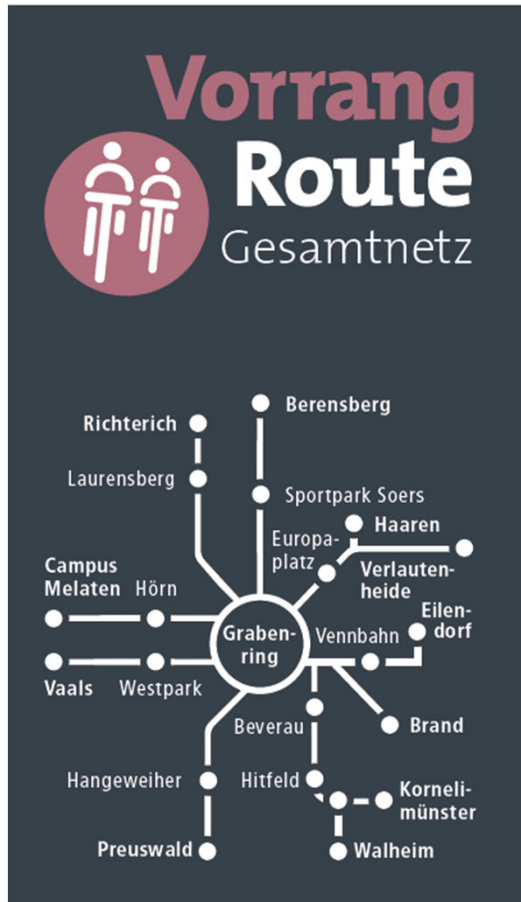 Vorrang
Route
Gesamtnetz
Berensberg
Richterich
Laurensberg
Sportpark Soers
Europa-
platz
Haaren
Verlauten-
heide
Campus
Melaten
Hörn
Eilen-
dorf
Graben-
ring
Vennbahn
Vaals
Westpark
Beverau
Brand
Hangeweiher
Hitfeld
Korneli-
münster
Preuswald
Walheim